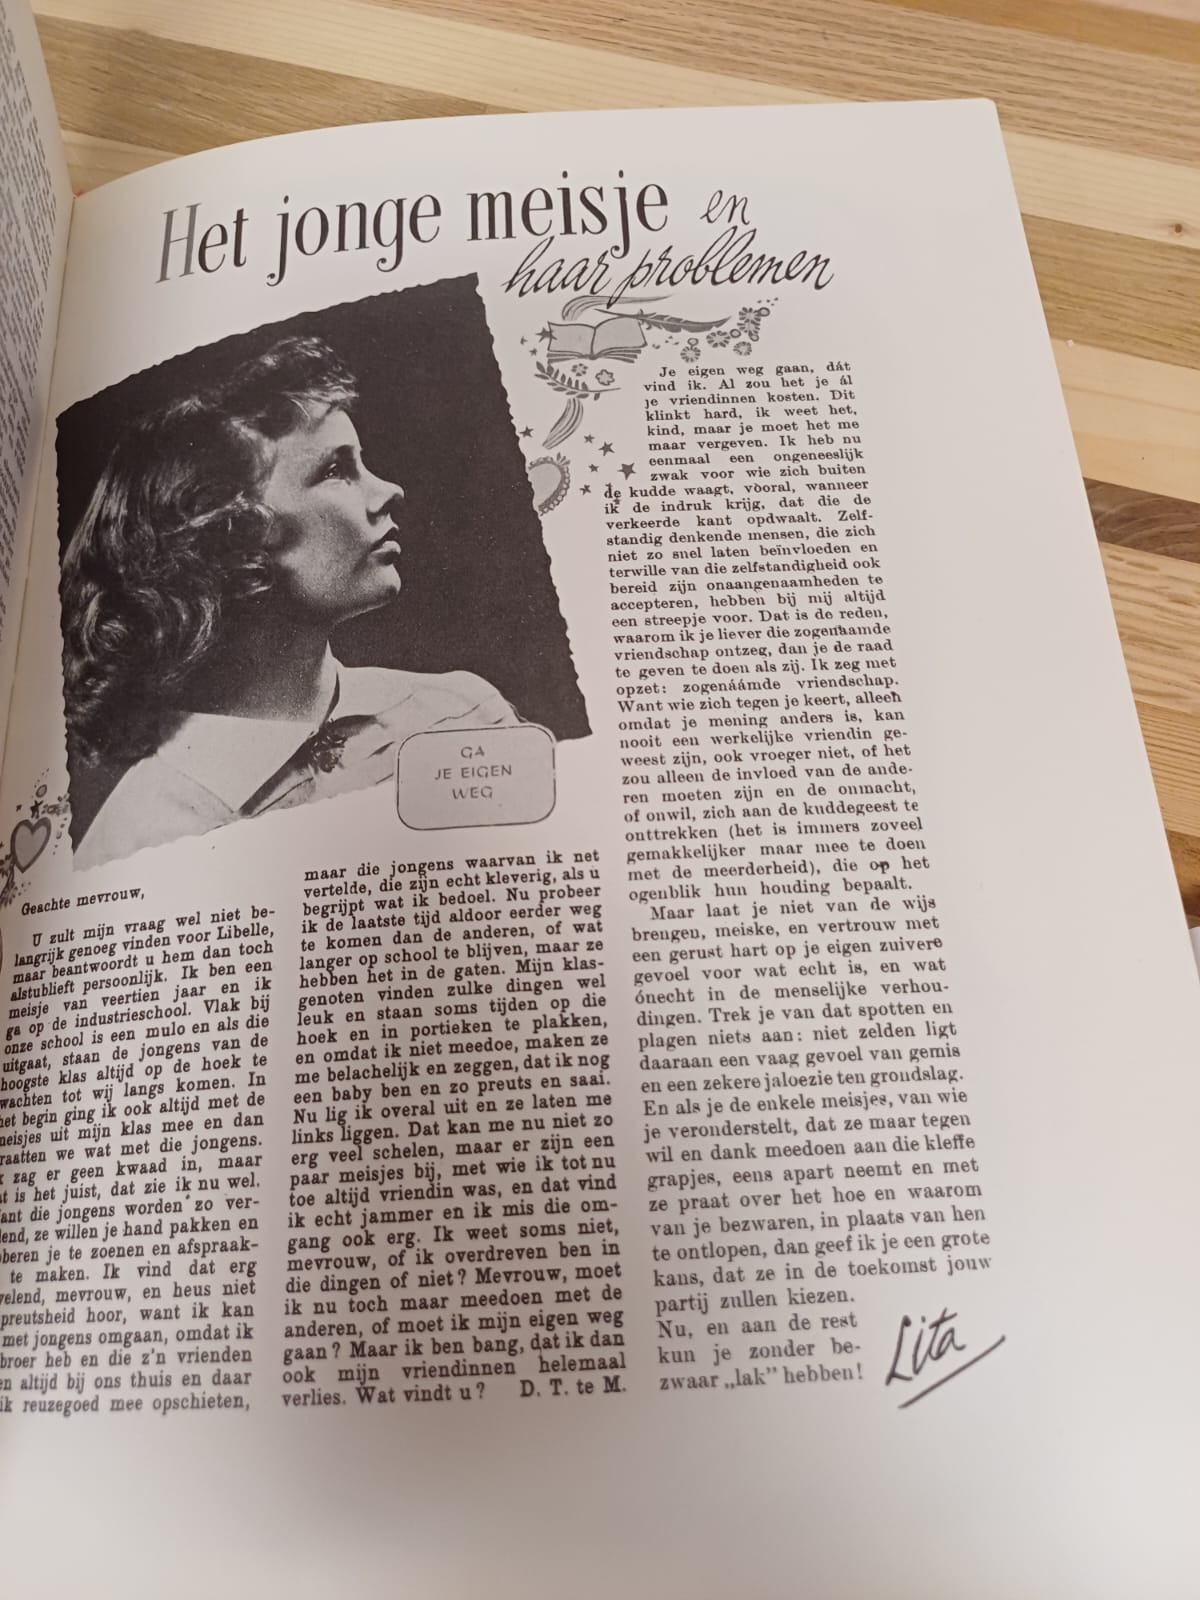 Het jonge meisje en
haar problemen
GA
JE EIGEN
WEG
Geachte mevrouw,
U zult mijn vraag wel niet be-
langrijk genoeg vinden voor Libelle,
maar beantwoordt u hem dan toch
alstublieft persoonlijk. Ik ben een
meisje van veertien jaar en ik
ga op de industrieschool. Vlak bij
onze school is een mulo en als die
uitgaat, staan de jongens van de
hoogste klas altijd op de hoek te
wachten tot wij langs komen. In
het begin ging ik ook altijd met de
meisjes uit mijn klas mee en dan
raatten we wat met die jongens.
zag er geen kwaad in, maar
is het juist, dat zie ik nu wel.
ant die jongens worden zo ver-
lend, ze willen je hand pakken en
beren je te zoenen en afspraak-
te maken. Ik vind dat erg
velend, mevrouw, en heus niet
preutsheid hoor, want ik kan
met jongens omgaan, omdat ik
broer heb en die z'n vrienden
n altijd bij ons thuis en daar
ik reuzegoed mee opschieten,
maar die jongens waarvan ik net
vertelde, die zijn echt kleverig, als u
begrijpt wat ik bedoel. Nu probeer
ik de laatste tijd aldoor eerder weg
te komen dan de anderen, of wat
langer op school te blijven, maar ze
hebben het in de gaten. Mijn klas-
genoten vinden zulke dingen wel
leuk en staan soms tijden op die
hoek en in portieken te plakken,
en omdat ik niet meedoe, maken ze
me belachelijk en zeggen, dat ik nog
een baby ben en zo preuts en saai.
Nu lig ik overal uit en ze laten me
links liggen. Dat kan me nu niet zo
erg veel schelen, maar er zijn een
paar meisjes bij, met wie ik tot nu
toe altijd vriendin was, en dat vind
ik echt jammer en ik mis die om-
gang ook erg. Ik weet soms niet,
mevrouw, of ik overdreven ben in
die dingen of niet? Mevrouw, moet
ik nu toch maar meedoen met de
anderen, of moet ik mijn eigen weg
gaan? Maar ik ben bang, dat ik dan
ook mijn vriendinnen helemaal
verlies. Wat vindt u? D. T. te M.
Je eigen weg gaan, dát
vind ik. Al zou het je ál
je vriendinnen kosten. Dit
klinkt hard, ik weet het,
kind, maar je moet het me
maar vergeven. Ik heb nu
eenmaal een ongeneeslijk
zwak voor wie zich buiten
de kudde waagt, vòoral, wanneer
ik de indruk krijg, dat die de
verkeerde kant opdwaalt. Zelf-
standig denkende mensen, die zich
niet zo snel laten beïnvloeden en
terwille van die zelfstandigheid ook
bereid zijn onaangenaamheden te
accepteren, hebben bij mij altijd
een streepje voor. Dat is de reden,
waarom ik je liever die zogenaamde
vriendschap ontzeg, dan je de raad
te geven te doen als zij. Ik zeg met
opzet: zogenáámde vriendschap.
Want wie zich tegen je keert, alleen
omdat je mening anders is, kan
nooit een werkelijke vriendin ge-
weest zijn, ook vroeger niet, of het
zou alleen de invloed van de ande-
ren moeten zijn en de onmacht,
of onwil, zich aan de kuddegeest te
onttrekken (het is immers zoveel
gemakkelijker maar mee te doen
met de meerderheid), die op het
ogenblik hun houding bepaalt.
Maar laat je niet van de wijs
brengen, meiske, en vertrouw met
een gerust hart op je eigen zuivere
gevoel voor wat echt is, en wat
ónecht in de menselijke verhou-
dingen. Trek je van dat spotten en
plagen niets aan: niet zelden ligt
daaraan een vaag gevoel van gemis
en een zekere jaloezie ten grondslag.
En als je de enkele meisjes, van wie
je veronderstelt, dat ze maar tegen
wil en dank meedoen aan die kleffe
grapjes, eens apart neemt en met
ze praat over het hoe en waarom
van je bezwaren, in plaats van hen
te ontlopen, dan geef ik je een grote
kans, dat ze in de toekomst jouw
partij zullen kiezen.
Nu, en aan de rest
kun je zonder be-
zwaar „lak" hebben!
Lita